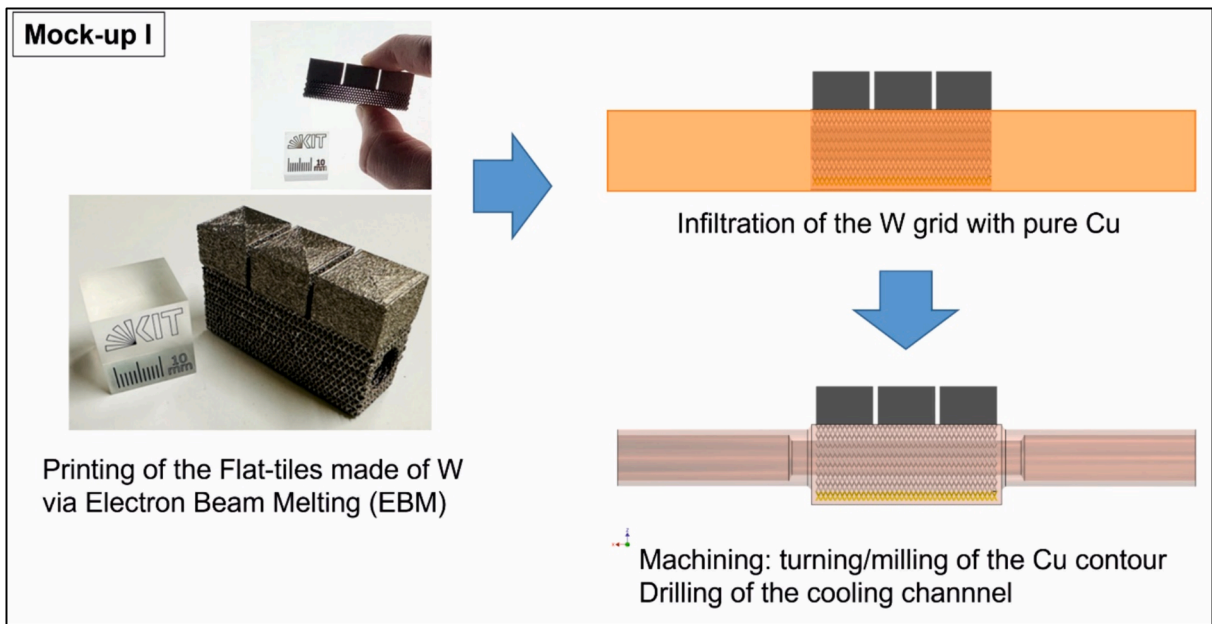 Mock-up I
KIT
10
mm
KIT
10
mm
Printing of the Flat-tiles made of W
via Electron Beam Melting (EBM)
Infiltration of the W grid with pure Cu
Machining: turning/milling of the Cu contour
Drilling of the cooling channnel